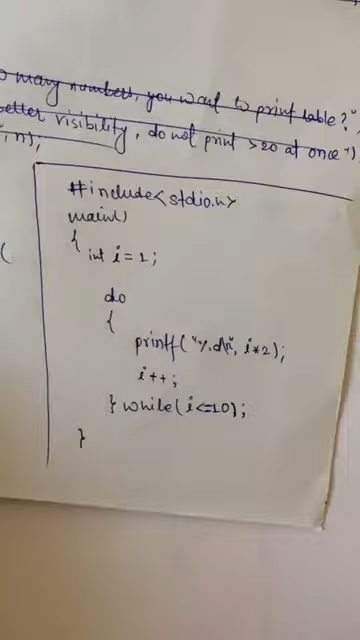 many numbers, you want to print table?"
better visibility, do not print >20 at once")
,n);
(
#include<stdio.h>
main()
{
int i=1;
do
{
printf("%d\n", i*2);
i++;
} while(i<=10);
}